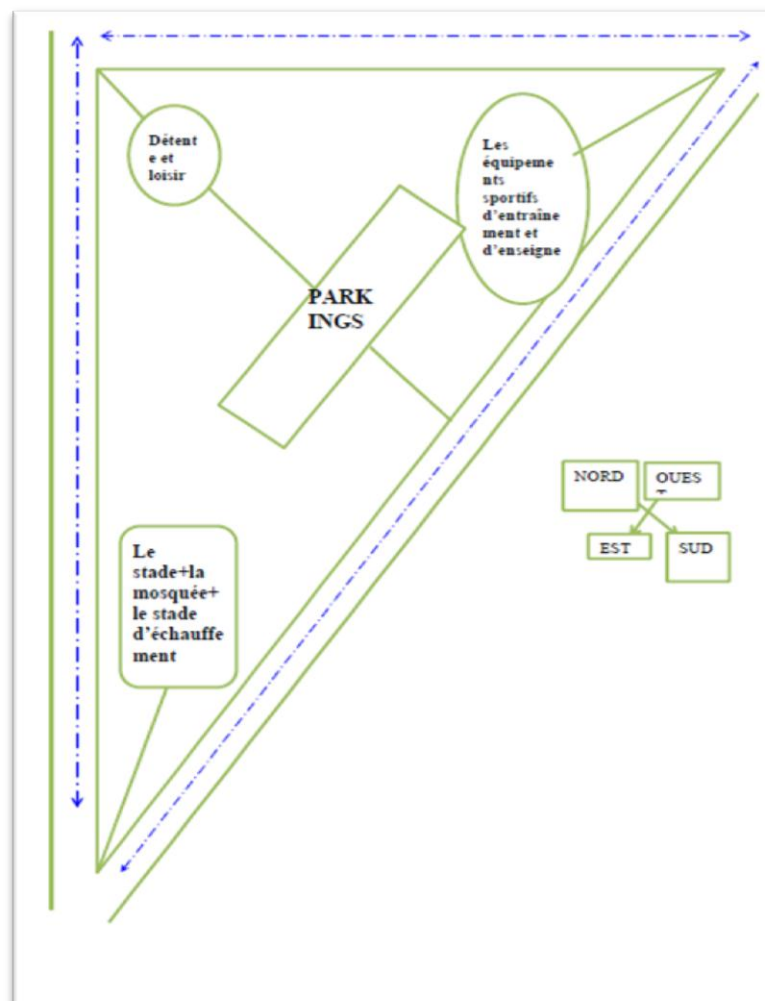 Détent
e et
loisir
Les
équipeme
nts
sportifs
d'entraîne
ment et
d'enseigne
PARK
INGS
NORD
OUES
EST
SUD
Le
stade+la
mosquée+
le stade
d'échauffe
ment